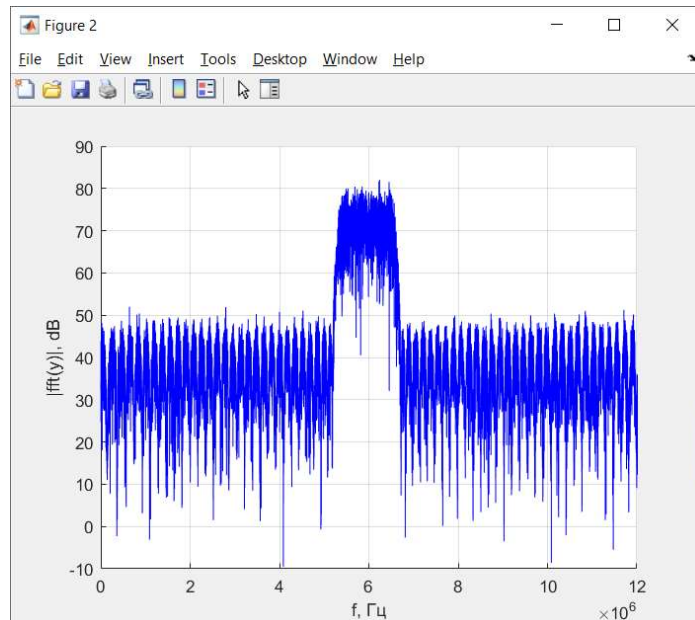 Figure 2
File Edit View Insert Tools Desktop Window Help
90
80
70
60
50
40
30
20
10
0
-10
|fft(y)|, dB
0 2 4 6 8 10 12
f, Гц
×10^6